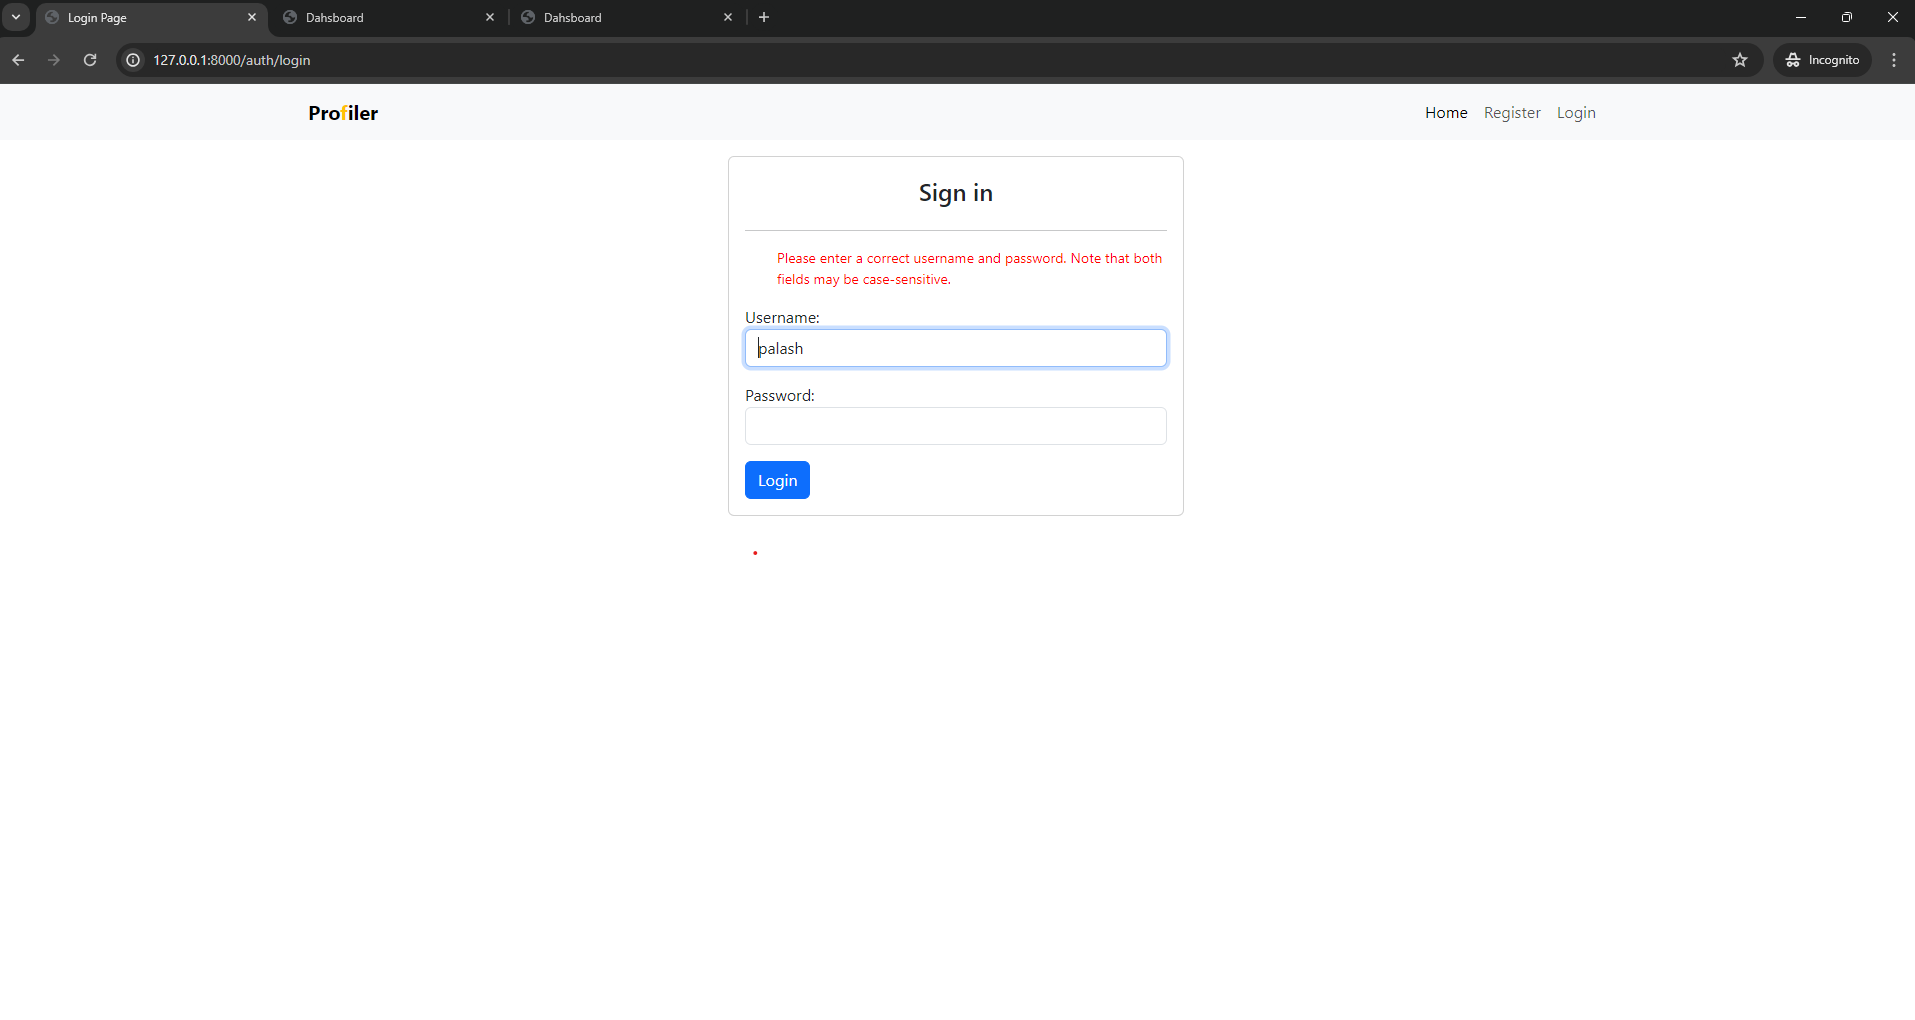 Login Page
Dahsboard
Dahsboard
127.0.0.1:8000/auth/login
Incognito
Profiler
Home
Register
Login
Sign in
Please enter a correct username and password. Note that both
fields may be case-sensitive.
Username:
palash
Password:
Login